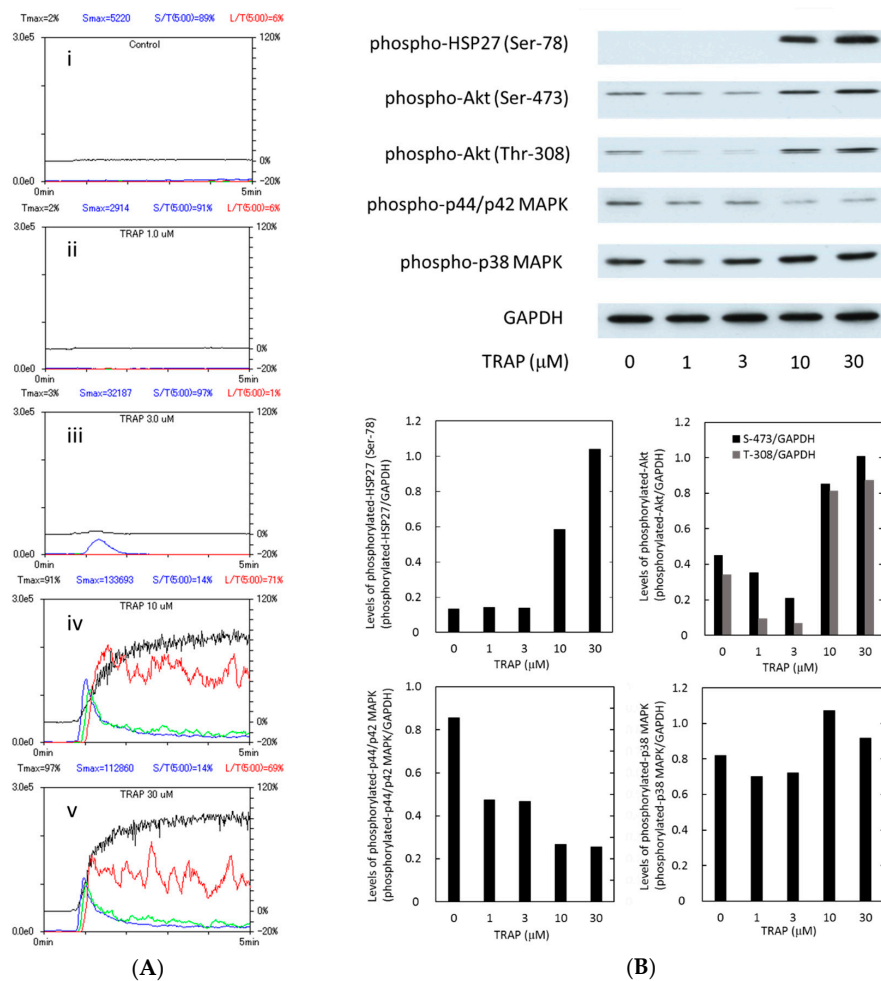 Tmax=2% Smax=5220 S/T(5:00)=89% L/T(5:00)=6%
3.0e5 i Control 120%
0%
0.0e0 -20%
0min 5min
Tmax=2% Smax=2914 S/T(5:00)=91% L/T(5:00)=6%
3.0e5 ii TRAP 1.0 uM 120%
0%
0.0e0 -20%
0min 5min
Tmax=3% Smax=32187 S/T(5:00)=97% L/T(5:00)=1%
3.0e5 iii TRAP 3.0 uM 120%
0%
0.0e0 -20%
0min 5min
Tmax=91% Smax=133693 S/T(5:00)=14% L/T(5:00)=71%
3.0e5 iv TRAP 10 uM 120%
0%
0.0e0 -20%
0min 5min
Tmax=97% Smax=112860 S/T(5:00)=14% L/T(5:00)=69%
3.0e5 v TRAP 30 uM 120%
0%
0.0e0 -20%
0min 5min
(A)
phospho-HSP27 (Ser-78)
phospho-Akt (Ser-473)
phospho-Akt (Thr-308)
phospho-p44/p42 MAPK
phospho-p38 MAPK
GAPDH
TRAP (μM) 0 1 3 10 30
Levels of phosphorylated-HSP27 (Ser-78)
(phosphorylated-HSP27/GAPDH)
1.2
1.0
0.8
0.6
0.4
0.2
0
0 1 3 10 30
TRAP (μM)
Levels of phosphorylated-Akt
(phosphorylated-Akt/GAPDH)
1.2
1.0
0.8
0.6
0.4
0.2
0
S-473/GAPDH
T-308/GAPDH
0 1 3 10 30
TRAP (μM)
Levels of phosphorylated-p44/p42 MAPK
(phosphorylated-p44/p42 MAPK/GAPDH)
1.0
0.8
0.6
0.4
0.2
0
0 1 3 10 30
TRAP (μM)
Levels of phosphorylated-p38 MAPK
(phosphorylated-p38 MAPK/GAPDH)
1.2
1.0
0.8
0.6
0.4
0.2
0
0 1 3 10 30
TRAP (μM)
(B)